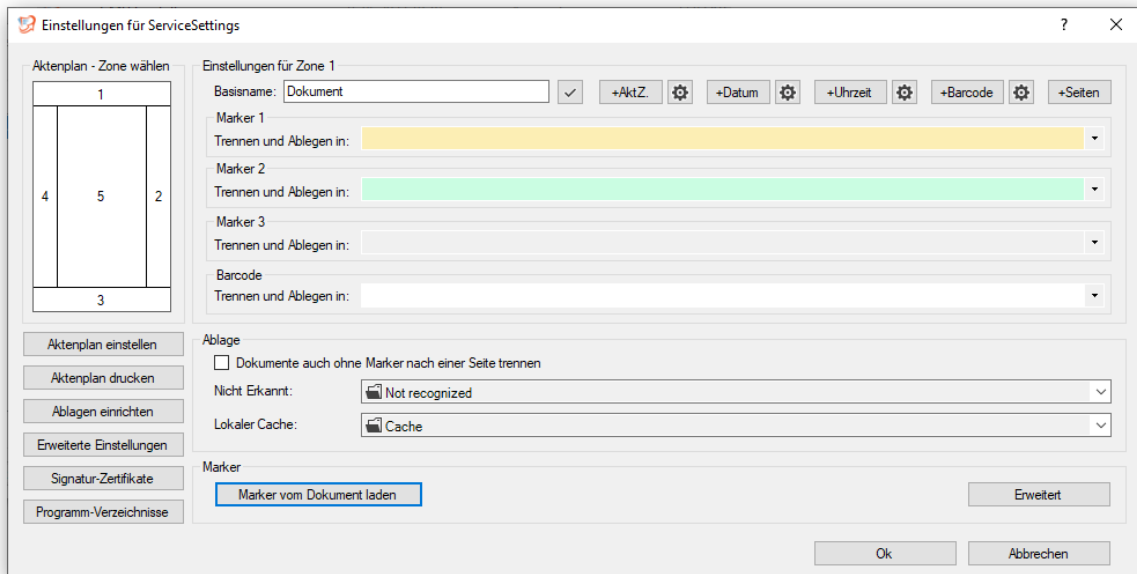 Einstellungen für ServiceSettings
?
Aktenplan - Zone wählen
1
4
5
2
3
Aktenplan einstellen
Aktenplan drucken
Ablagen einrichten
Erweiterte Einstellungen
Signatur-Zertifikate
Programm-Verzeichnisse
Einstellungen für Zone 1
Basisname: Dokument +AktZ. +Datum +Uhrzeit +Barcode +Seiten
Marker 1
Trennen und Ablegen in:
Marker 2
Trennen und Ablegen in:
Marker 3
Trennen und Ablegen in:
Barcode
Trennen und Ablegen in:
Ablage
Dokumente auch ohne Marker nach einer Seite trennen
Nicht Erkannt: Not recognized
Lokaler Cache: Cache
Marker
Marker vom Dokument laden Erweitert
Ok Abbrechen